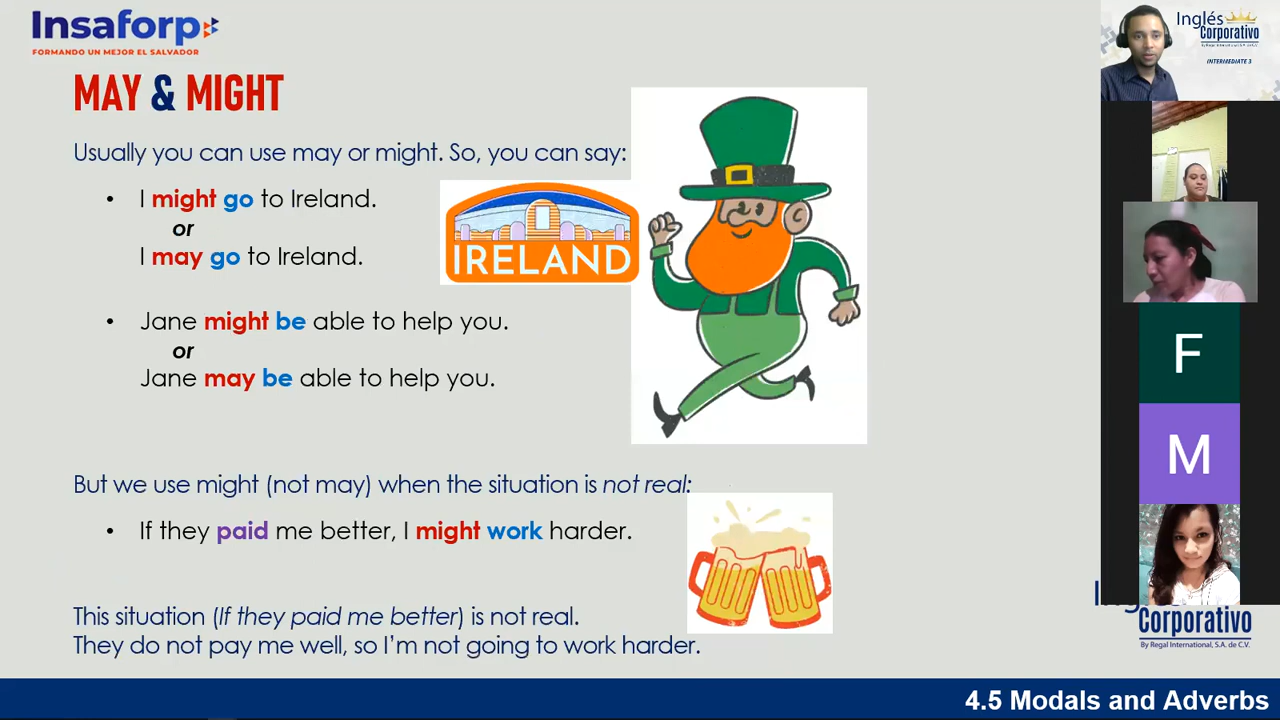 Insaforp
FORMANDO UN MEJOR EL SALVADOR
MAY & MIGHT
Usually you can use may or might. So, you can say:
• I might go to Ireland.
or
I may go to Ireland.
IRELAND
• Jane might be able to help you.
or
Jane may be able to help you.
But we use might (not may) when the situation is not real:
• If they paid me better, I might work harder.
This situation (If they paid me better) is not real.
They do not pay me well, so I'm not going to work harder.
Inglés
Corporativo
By Regal International, S.A. de C.V.
INTERMEDIATE 3
F
M
Corporativo
By Regal International, S.A. de C.V.
4.5 Modals and Adverbs